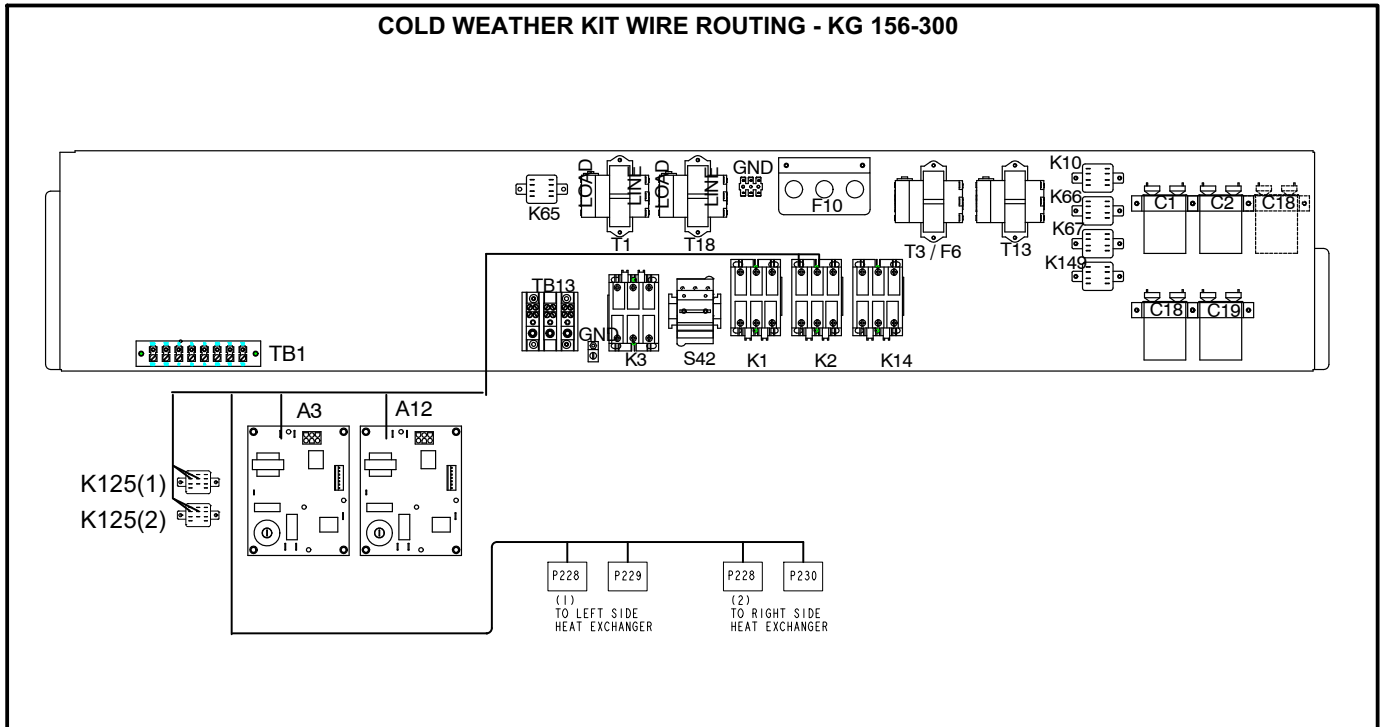 COLD WEATHER KIT WIRE ROUTING - KG 156-300
K65
LOAD
LINE
T1
LOAD
LINE
T18
GND
F10
T3 / F6
T13
K10
K66
K67
K149
C1
C2
C18
C18
C19
TB13
GND
K3
S42
K1
K2
K14
TB1
A3
A12
K125(1)
K125(2)
P228
P229
P228
P230
(1)
TO LEFT SIDE
HEAT EXCHANGER
(2)
TO RIGHT SIDE
HEAT EXCHANGER